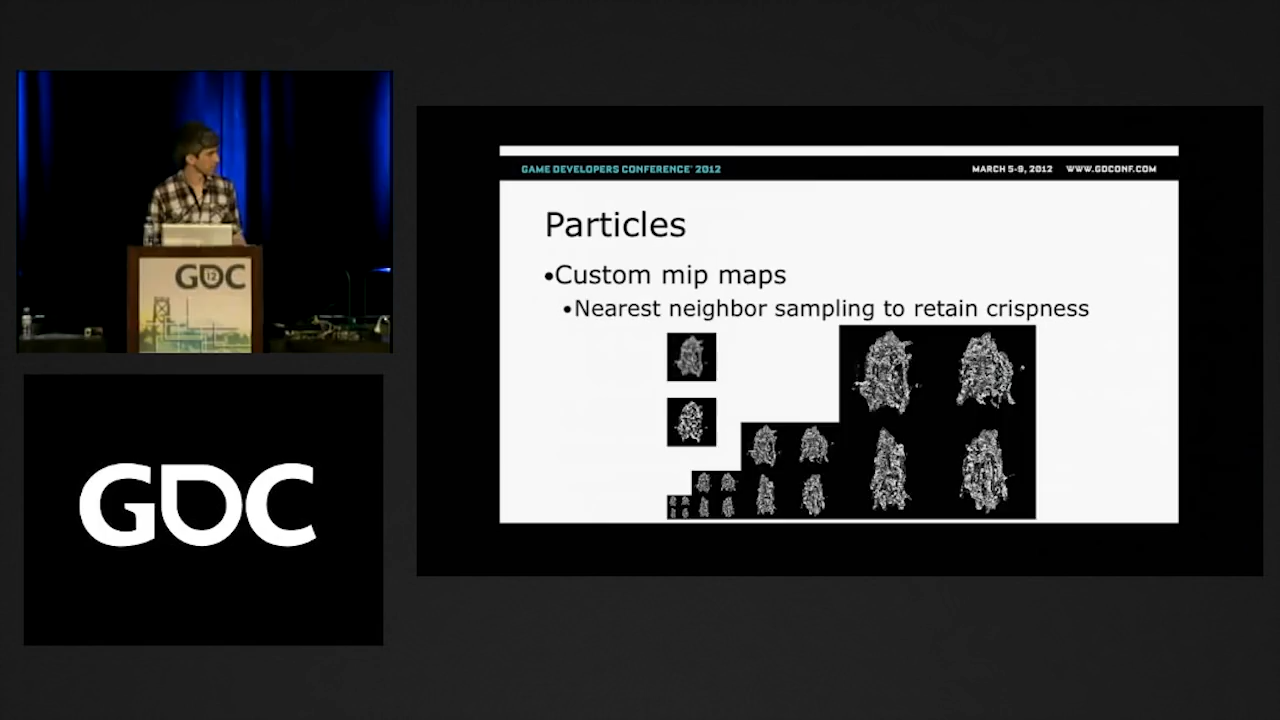 GDC
12
GDC
GAME DEVELOPERS CONFERENCE® 2012
MARCH 5-9, 2012 WWW.GDCONF.COM
Particles
•Custom mip maps
•Nearest neighbor sampling to retain crispness